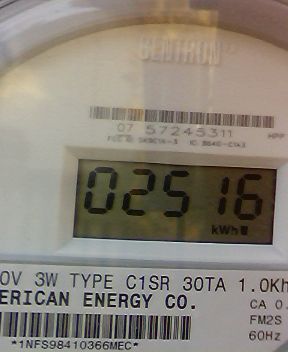 CENTRON
07 57245311
02516
kWh
0V 3W TYPE C1SR 30TA 1.0Kh
ERICAN ENERGY CO.
CA 0.
FM2S
60Hz
*1NFS98410366MEC*